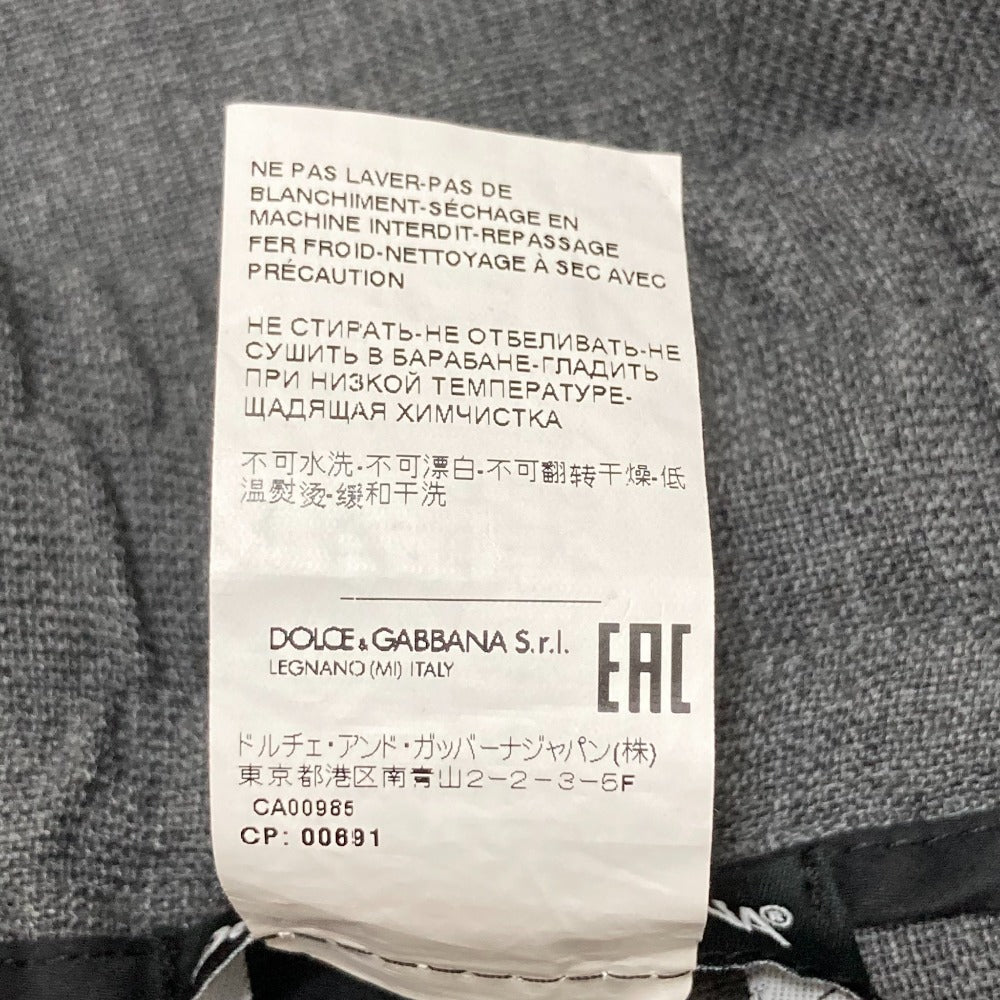 NE PAS LAVER-PAS DE
BLANCHIMENT-SÉCHAGE EN
MACHINE INTERDIT-REPASSAGE
FER FROID-NETTOYAGE À SEC AVEC
PRÉCAUTION
НЕ СТИРАТЬ-НЕ ОТБЕЛИВАТЬ-НЕ
СУШИТЬ В БАРАБАНЕ-ГЛАДИТЬ
ПРИ НИЗКОЙ ТЕМПЕРАТУРЕ-
ЩАДЯЩАЯ ХИМЧИСТКА
不可水洗-不可漂白-不可翻转干燥-低
温熨烫-缓和干洗
DOLCE & GABBANA S.r.l.
LEGNANO (MI) ITALY
EAC
ドルチェ・アンド・ガッバーナジャパン(株)
東京都港区南青山2-2-3-5F
CA00985
CP: 00691